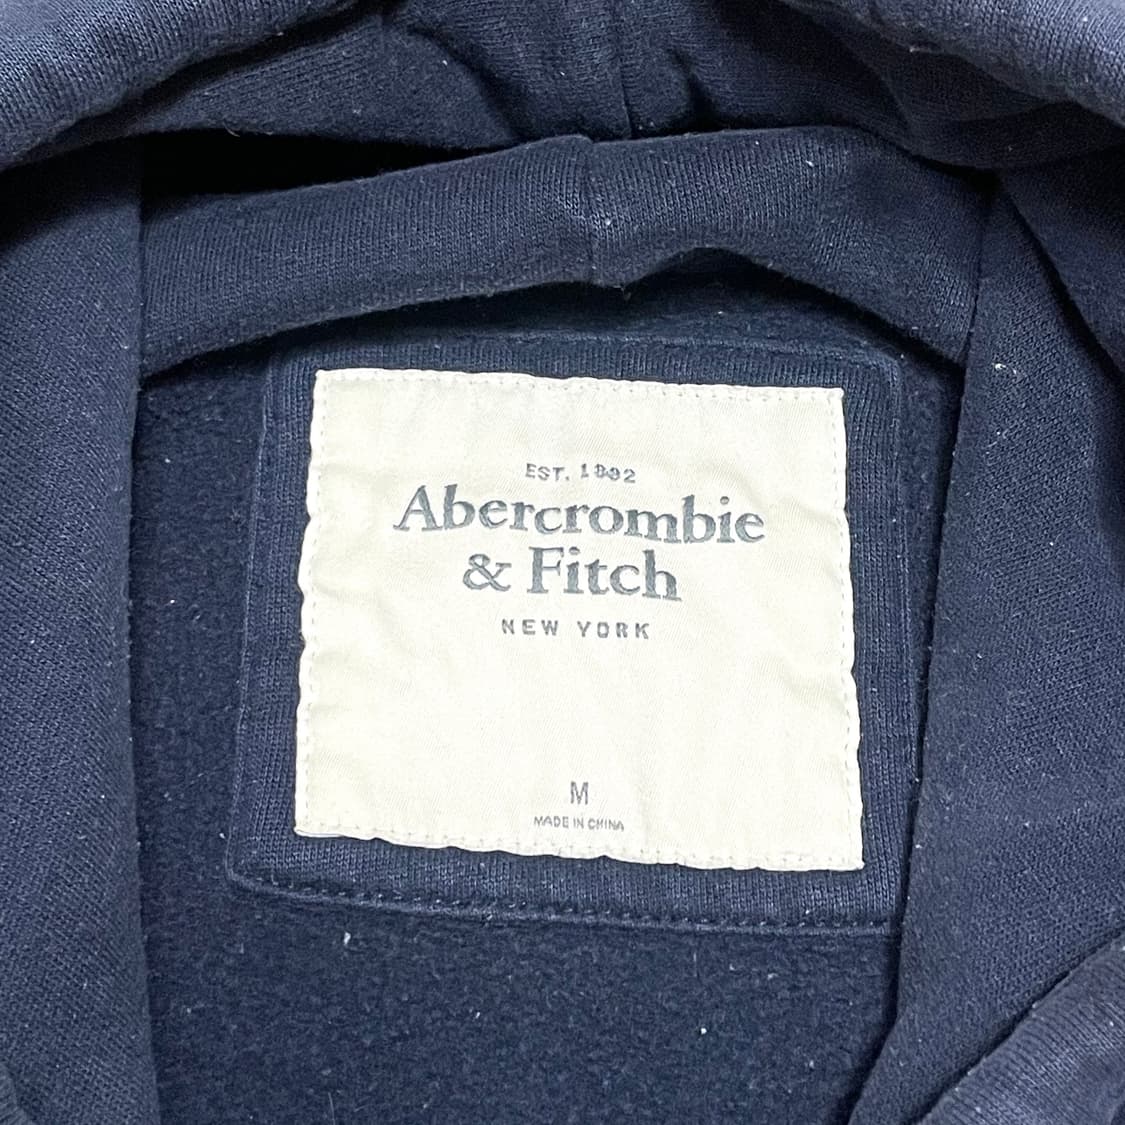 EST. 1892
Abercrombie
& Fitch
NEW YORK
M
MADE IN CHINA